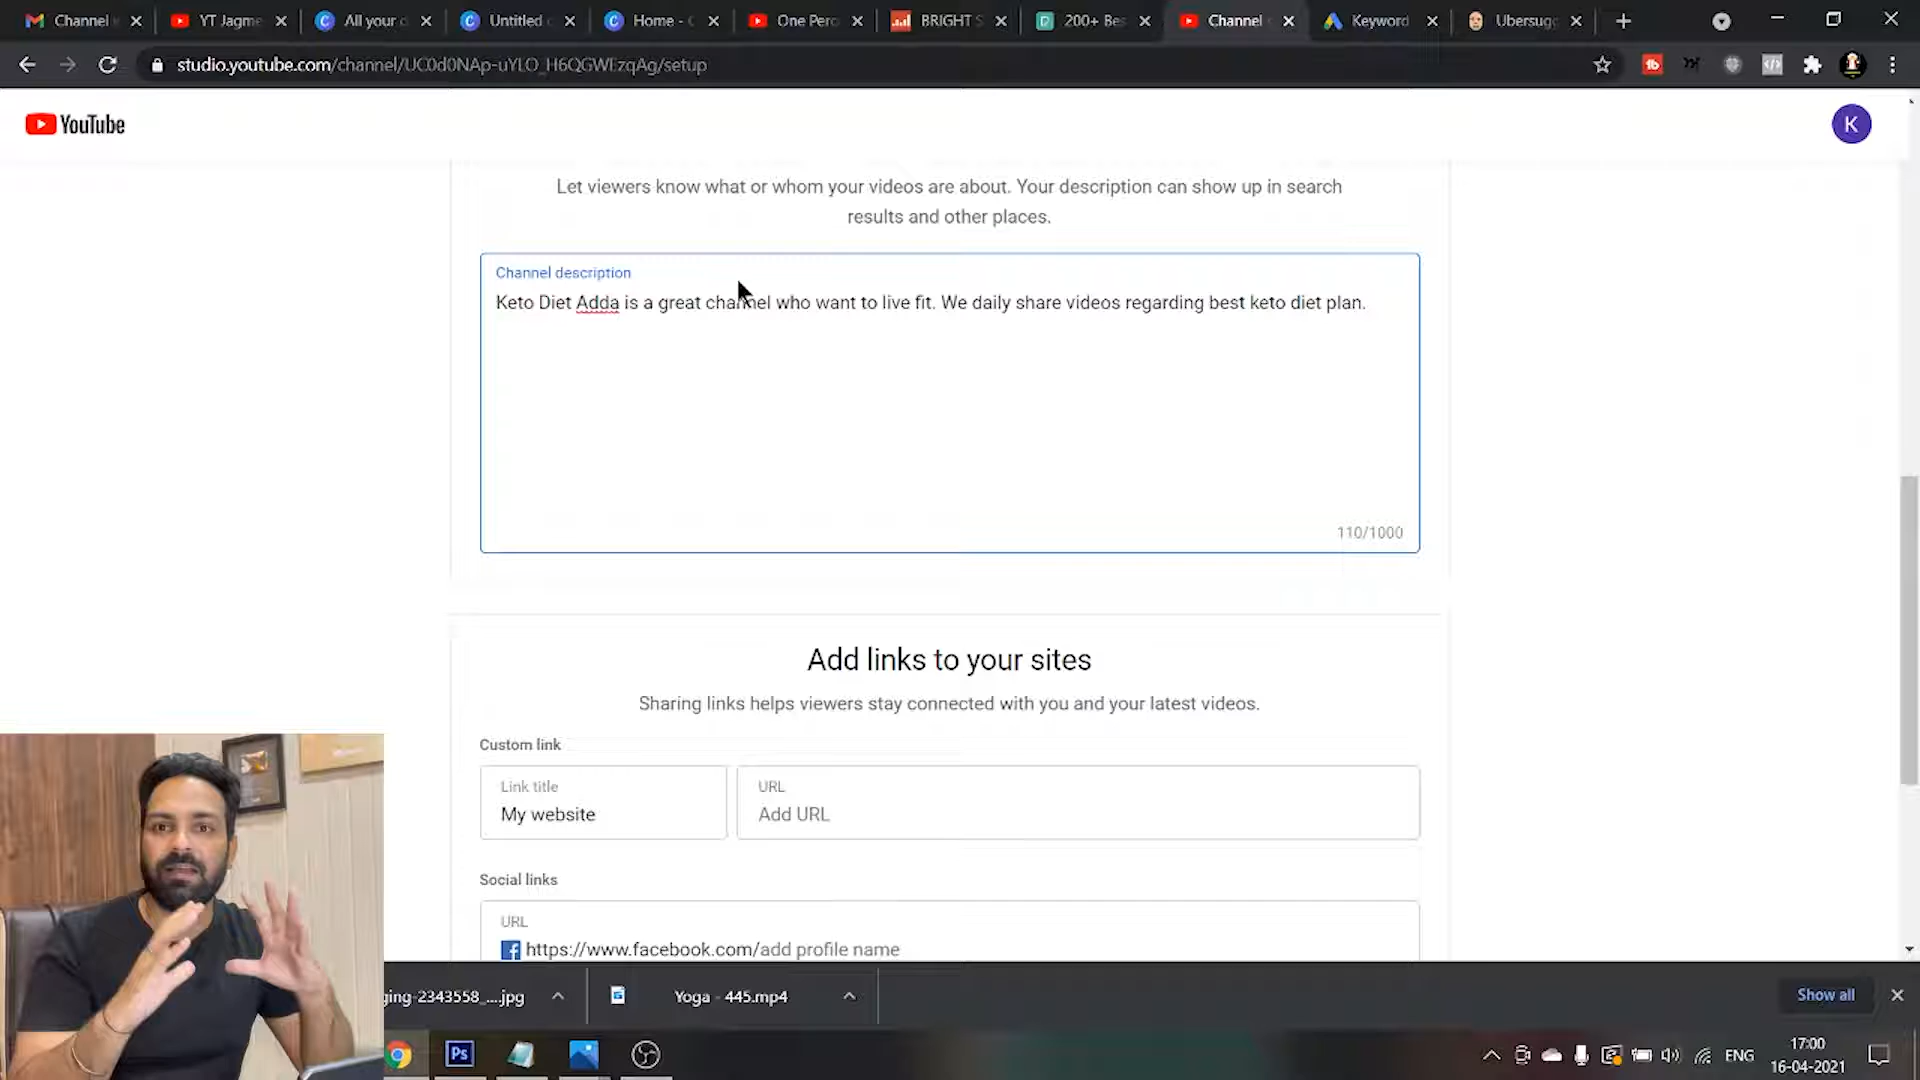 Channel
YT Jagme
All your
Untitled
Home -
One Perc
BRIGHT S
200+ Bes
Channel
Keyword
Ubersugg
studio.youtube.com/channel/UC0d0NAp-uYLO_H6QGWEzqAg/setup
YouTube
K
Let viewers know what or whom your videos are about. Your description can show up in search
results and other places.
Channel description
Keto Diet Adda is a great channel who want to live fit. We daily share videos regarding best keto diet plan.
110/1000
Add links to your sites
Sharing links helps viewers stay connected with you and your latest videos.
Custom link
Link title
My website
URL
Add URL
Social links
URL
https://www.facebook.com/add profile name
ging-2343558_....jpg
Yoga - 445.mp4
Show all
Ps
ENG
17:00
16-04-2021